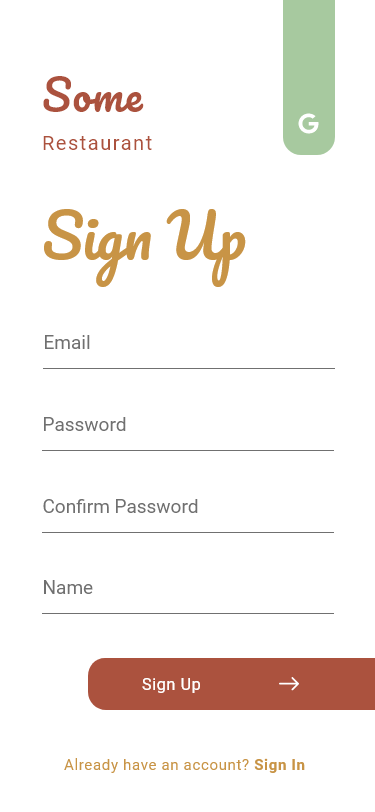 Some
Restaurant
G
Sign Up
Email
Password
Confirm Password
Name
Sign Up
Already have an account? Sign In